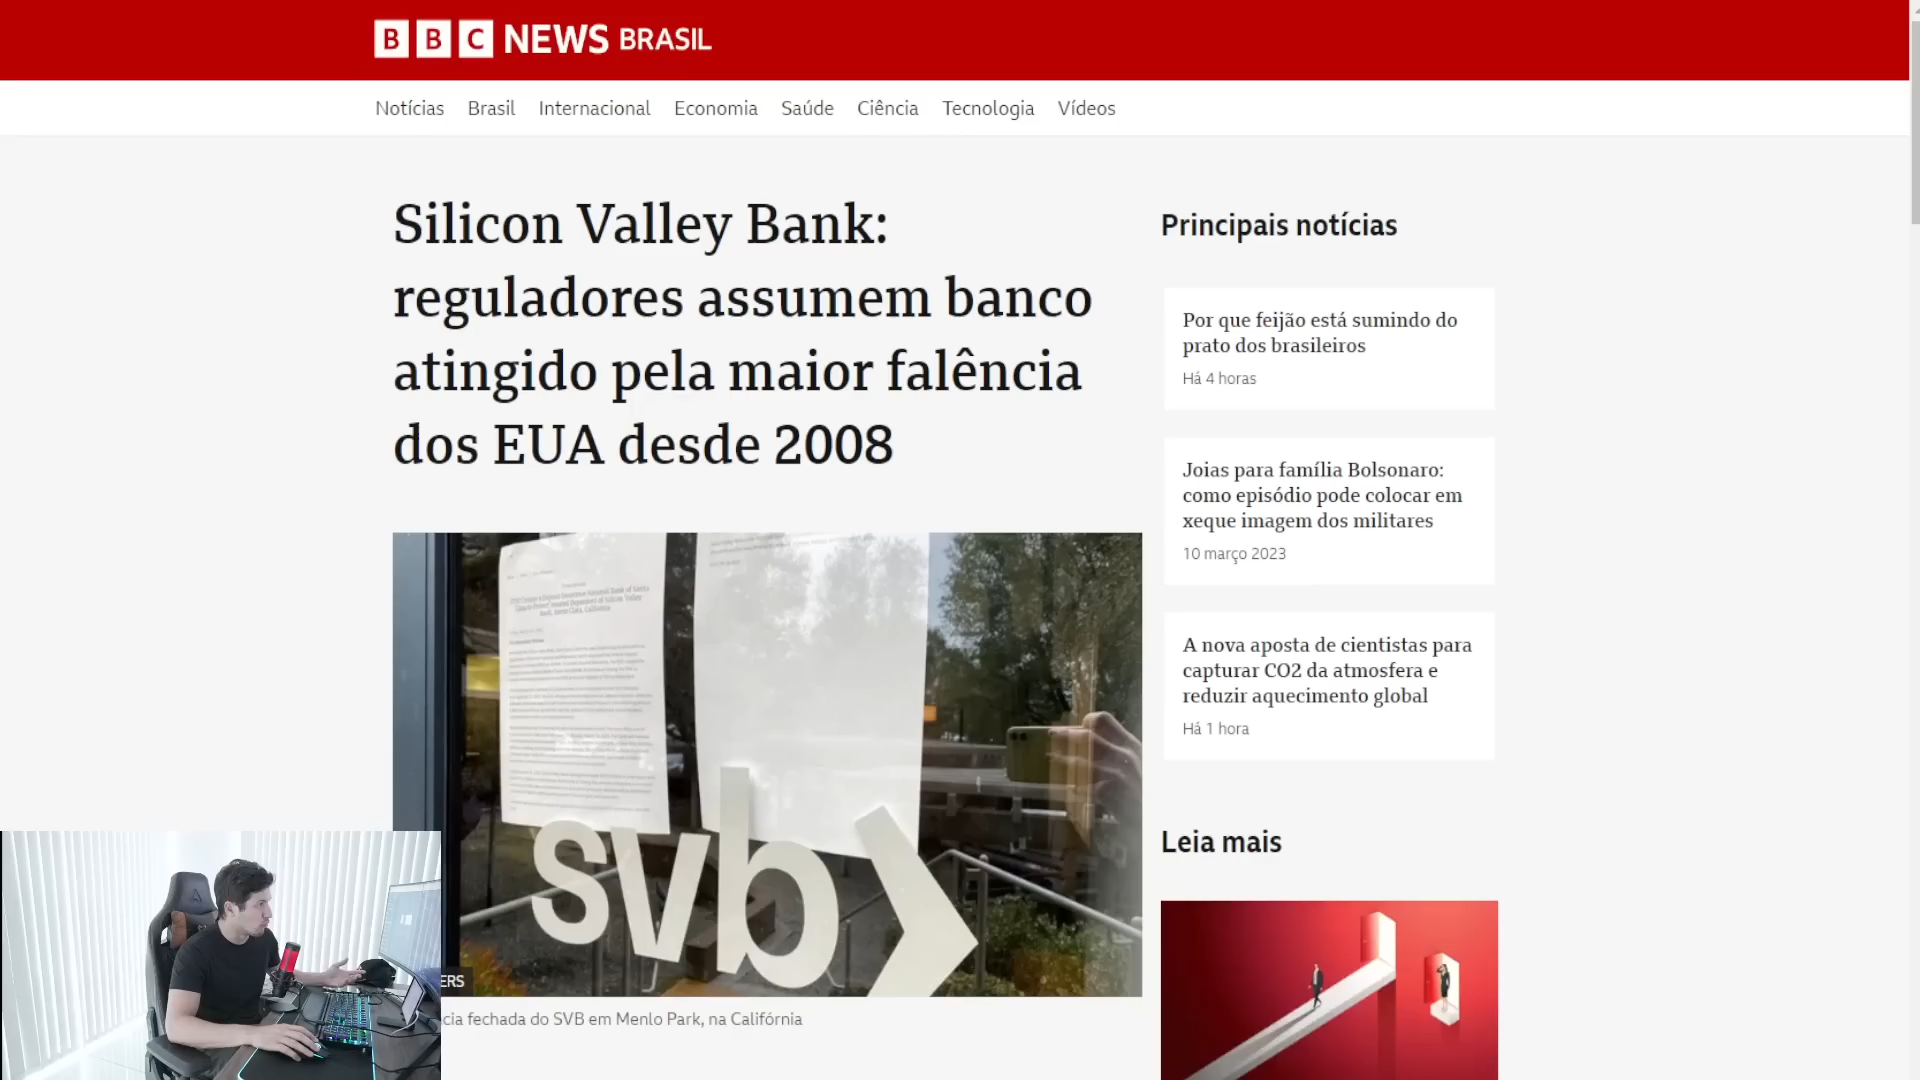 BBC NEWS BRASIL
Notícias Brasil Internacional Economia Saúde Ciência Tecnologia Vídeos
Silicon Valley Bank:
reguladores assumem banco
atingido pela maior falência
dos EUA desde 2008
svb
ERS
cia fechada do SVB em Menlo Park, na Califórnia
Principais notícias
Por que feijão está sumindo do
prato dos brasileiros
Há 4 horas
Joias para família Bolsonaro:
como episódio pode colocar em
xeque imagem dos militares
10 março 2023
A nova aposta de cientistas para
capturar CO2 da atmosfera e
reduzir aquecimento global
Há 1 hora
Leia mais